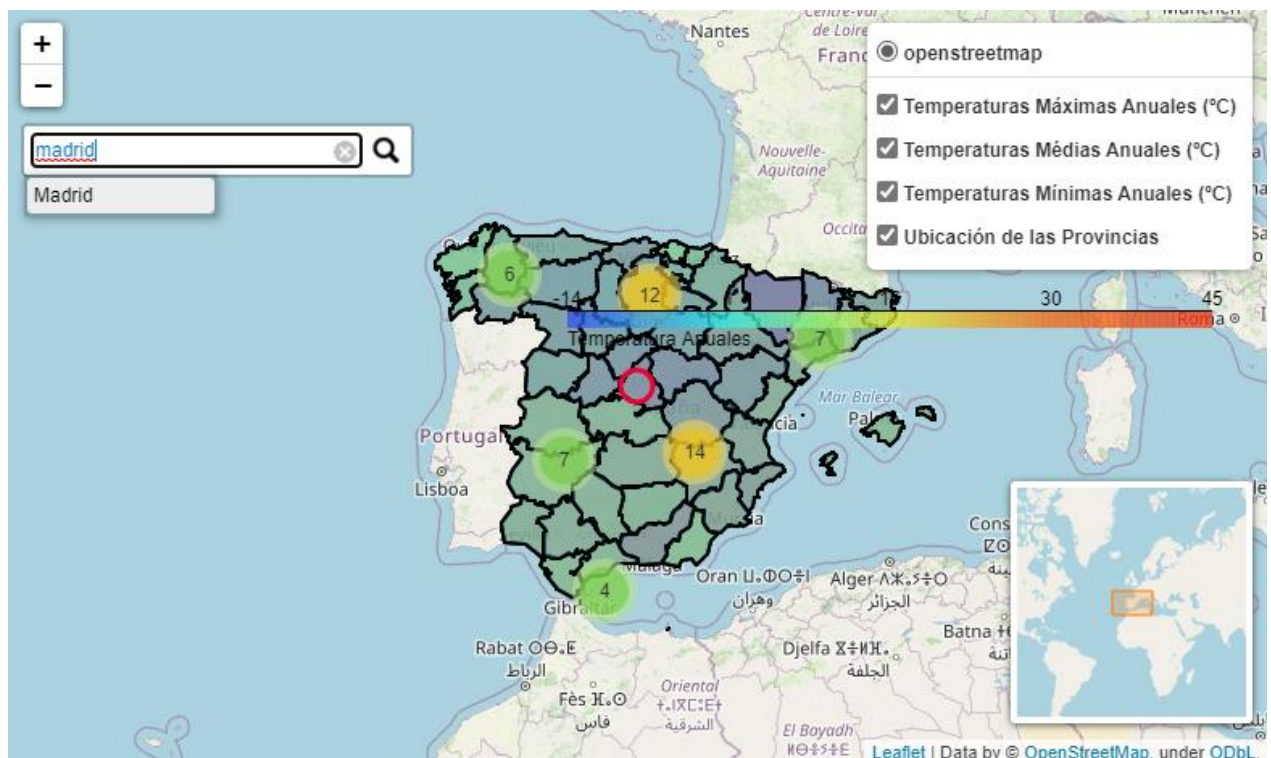 +
−
madrid
Madrid
openstreetmap
Temperaturas Máximas Anuales (ºC)
Temperaturas Médias Anuales (ºC)
Temperaturas Mínimas Anuales (ºC)
Ubicación de las Provincias
Nantes
Nouvelle-
Aquitaine
6
12
-14
30
45
Temperatura Anuales
7
Roma
Mar Balear
Portugal
Lisboa
7
14
4
Gibraltar
Málaga
Oran
وهران
Alger
الجزائر
Rabat
الرباط
Djelfa
الجلفة
Batna
Fès
فاس
Oriental
الشرقية
El Bayadh
Leaflet | Data by © OpenStreetMap, under ODbL.